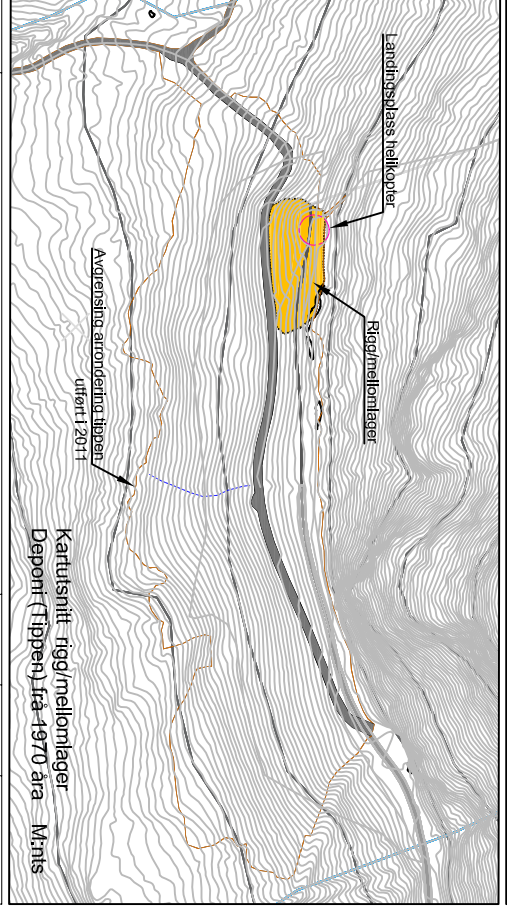 Landingsplass helikopter
Rigg/mellomlager
Avgrensing arrondering tippen
utført i 2011
Kartutsnitt rigg/mellomlager
Deponi (Tippen) frå 1970 åra M:nts